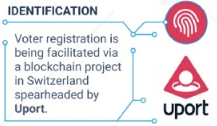 IDENTIFICATION
Voter registration is
being facilitated via
a blockchain project
in Switzerland
spearheaded by
Uport.
uport